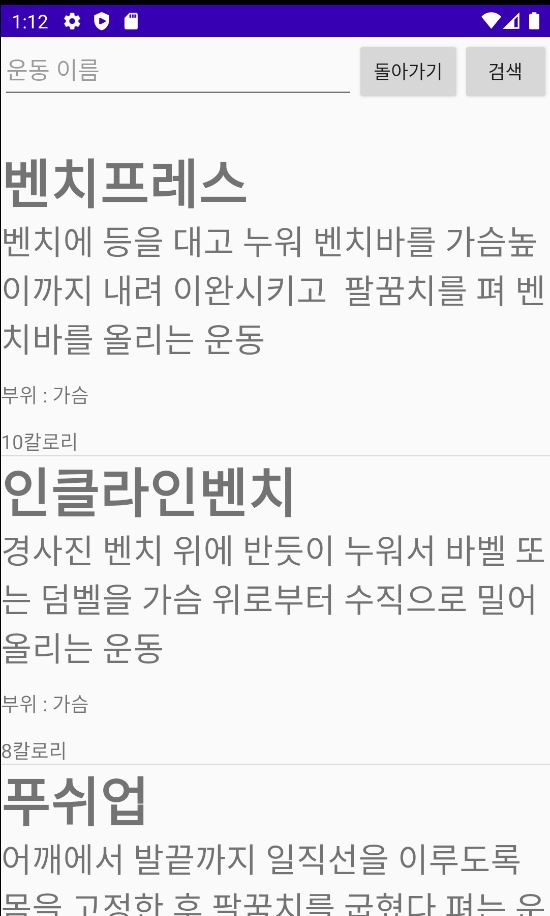 1:12
운동 이름
돌아가기
검색
벤치프레스
벤치에 등을 대고 누워 벤치바를 가슴높
이까지 내려 이완시키고  팔꿈치를 펴 벤
치바를 올리는 운동
부위 : 가슴
10칼로리
인클라인벤치
경사진 벤치 위에 반듯이 누워서 바벨 또
는 덤벨을 가슴 위로부터 수직으로 밀어
올리는 운동
부위 : 가슴
8칼로리
푸쉬업
어깨에서 발끝까지 일직선을 이루도록
몸을 고정한 후 팔꿈치를 굽혔다 펴는 운